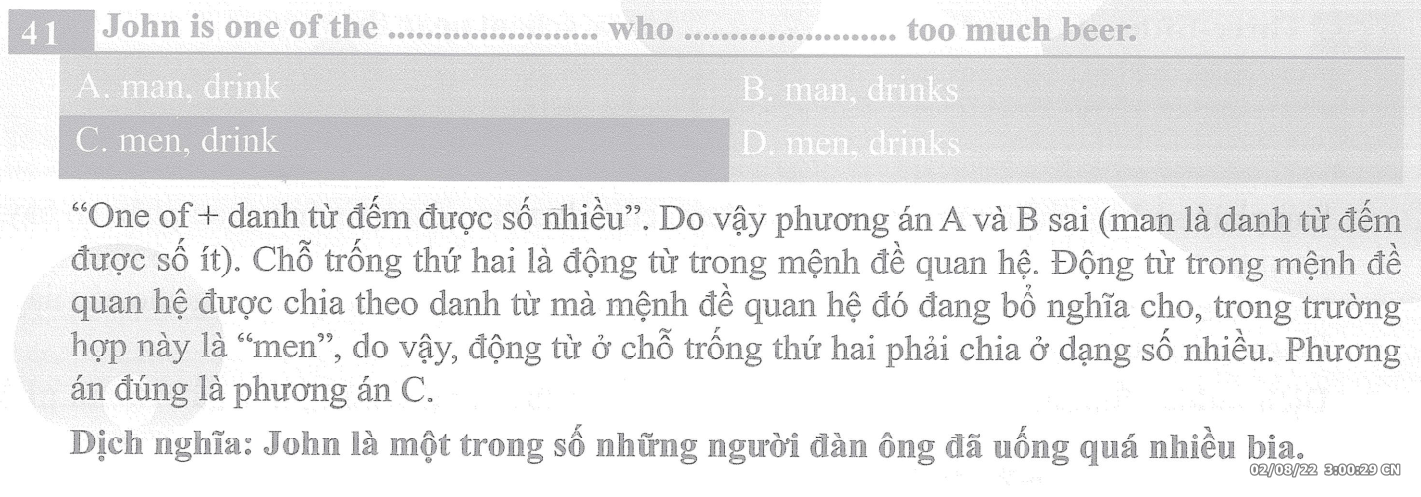 41 John is one of the ....................... who ....................... too much beer.
A. man, drink B. man, drinks
C. men, drink D. men, drinks
“One of + danh từ đếm được số nhiều”. Do vậy phương án A và B sai (man là danh từ đếm
được số ít). Chỗ trống thứ hai là động từ trong mệnh đề quan hệ. Động từ trong mệnh đề
quan hệ được chia theo danh từ mà mệnh đề quan hệ đó đang bổ nghĩa cho, trong trường
hợp này là “men”, do vậy, động từ ở chỗ trống thứ hai phải chia ở dạng số nhiều. Phương
án đúng là phương án C.
Dịch nghĩa: John là một trong số những người đàn ông đã uống quá nhiều bia.
02/08/22 3:00:29 CN